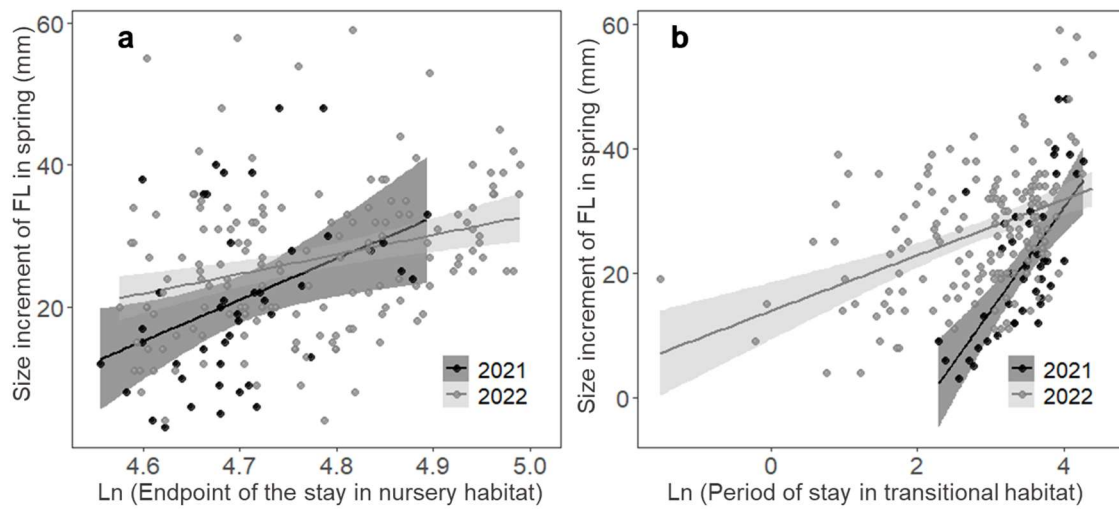 a
Size increment of FL in spring (mm)
60
40
20
2021
2022
4.6 4.7 4.8 4.9 5.0
Ln (Endpoint of the stay in nursery habitat)
b
Size increment of FL in spring (mm)
60
40
20
0
2021
2022
0 2 4
Ln (Period of stay in transitional habitat)